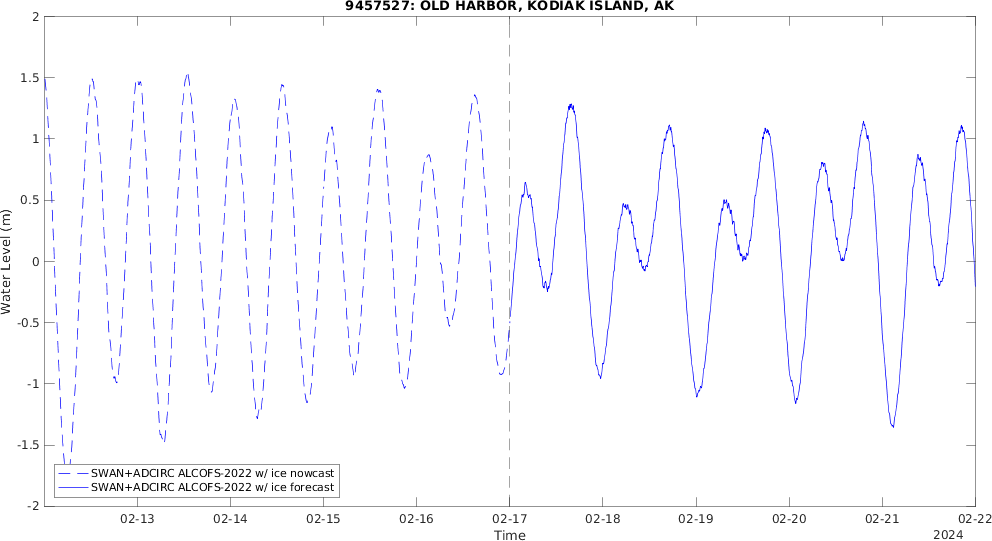 9457527: OLD HARBOR, KODIAK ISLAND, AK
Water Level (m)
2
1.5
1
0.5
0
-0.5
-1
-1.5
-2
SWAN+ADCIRC ALCOFS-2022 w/ ice nowcast
SWAN+ADCIRC ALCOFS-2022 w/ ice forecast
02-13 02-14 02-15 02-16 02-17 02-18 02-19 02-20 02-21 02-22
Time
2024